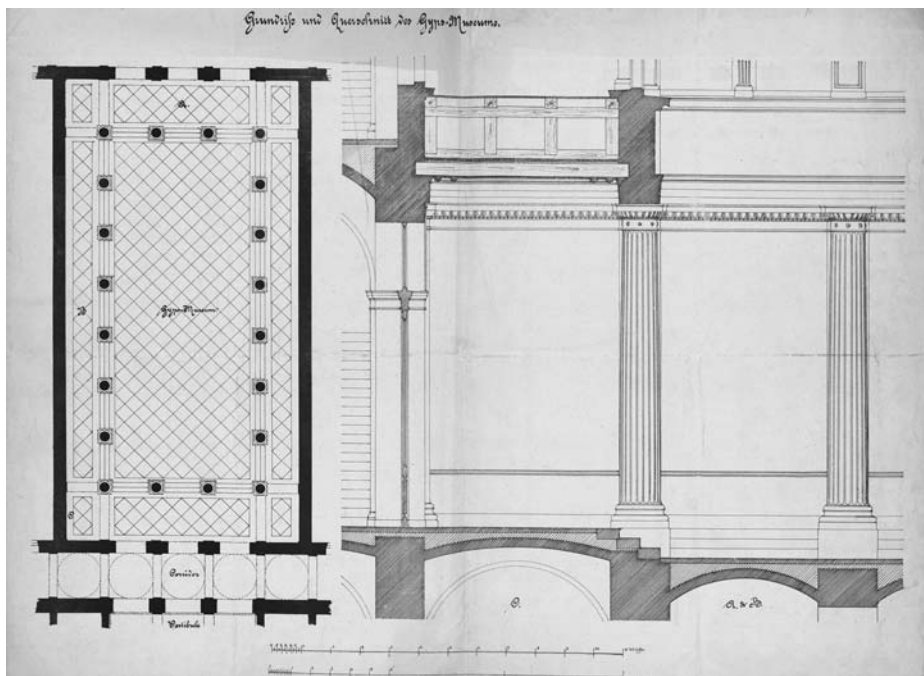 Grundriß und Querschnitt des Gyps-Museums.
A.
B
Gyps-Museum.
C
Corridor
Vestibule
C.
A. & B.